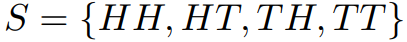 S = {HH, HT, TH, TT}